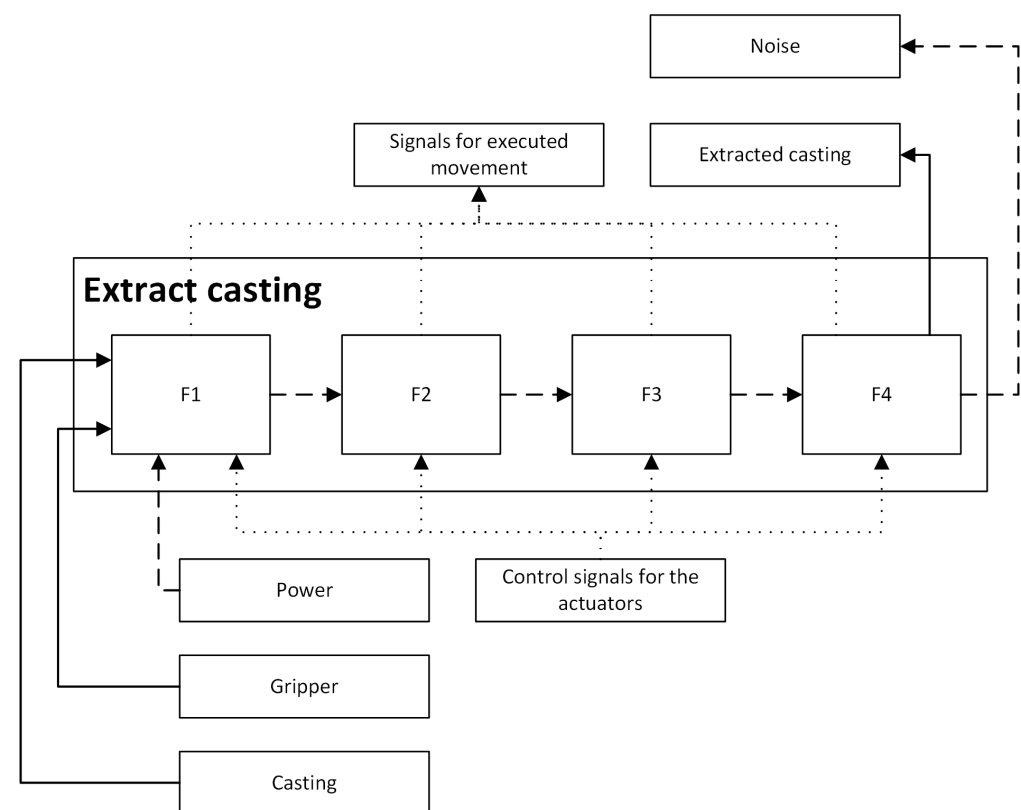 Noise
Signals for executed
movement
Extracted casting
Extract casting
F1
F2
F3
F4
Power
Control signals for the
actuators
Gripper
Casting